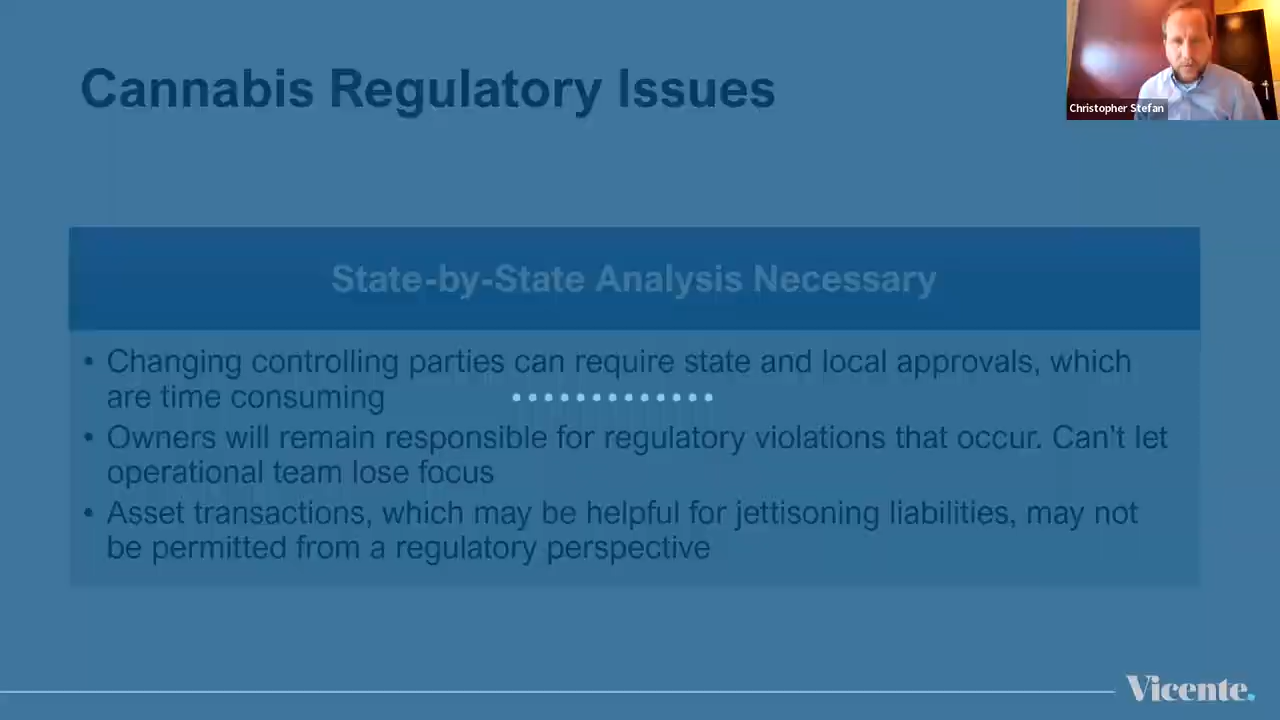 Cannabis Regulatory Issues
Christopher Stefan
State-by-State Analysis Necessary
• Changing controlling parties can require state and local approvals, which
are time consuming
• Owners will remain responsible for regulatory violations that occur. Can't let
operational team lose focus
• Asset transactions, which may be helpful for jettisoning liabilities, may not
be permitted from a regulatory perspective
Vicente.